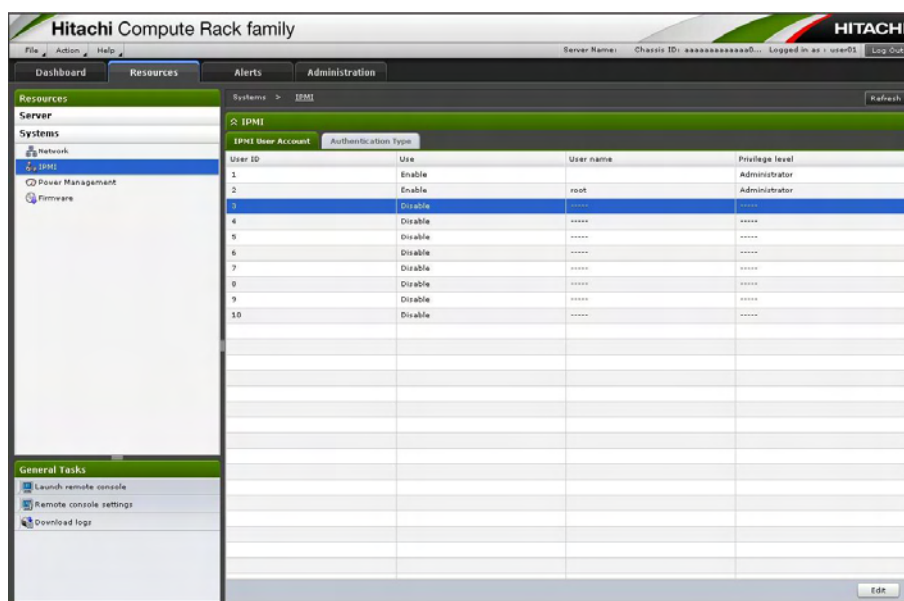 Hitachi Compute Rack family
HITACHI
File Action Help
Server Name: Chassis ID: aaaaaaaaaaaaa0... Logged in as : user01 Log Out
Dashboard Resources Alerts Administration
Resources
Server
Systems
Network
IPMI
Power Management
Firmware
Systems > IPMI
Refresh
IPMI
IPMI User Account Authentication Type
User ID Use User name Privilege level
1 Enable Administrator
2 Enable root Administrator
3 Disable ----- -----
4 Disable ----- -----
5 Disable ----- -----
6 Disable ----- -----
7 Disable ----- -----
8 Disable ----- -----
9 Disable ----- -----
10 Disable ----- -----
General Tasks
Launch remote console
Remote console settings
Download logs
Edit